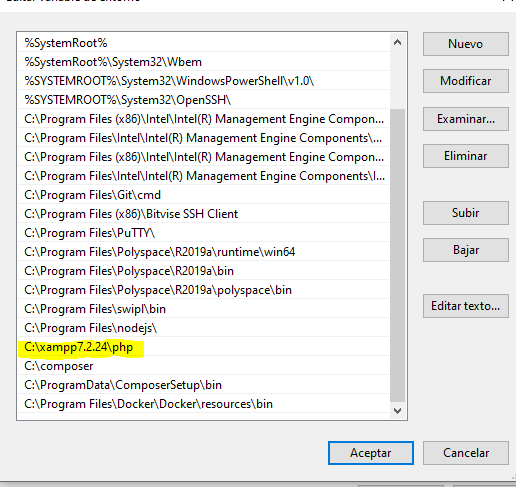 %SystemRoot%
%SystemRoot%\System32\Wbem
%SYSTEMROOT%\System32\WindowsPowerShell\v1.0\
%SYSTEMROOT%\System32\OpenSSH\
C:\Program Files (x86)\Intel\Intel(R) Management Engine Compon...
C:\Program Files\Intel\Intel(R) Management Engine Components\...
C:\Program Files (x86)\Intel\Intel(R) Management Engine Compon...
C:\Program Files\Intel\Intel(R) Management Engine Components\I...
C:\Program Files\Git\cmd
C:\Program Files (x86)\Bitvise SSH Client
C:\Program Files\PuTTY\
C:\Program Files\Polyspace\R2019a\runtime\win64
C:\Program Files\Polyspace\R2019a\bin
C:\Program Files\Polyspace\R2019a\polyspace\bin
C:\Program Files\swipl\bin
C:\Program Files\nodejs\
C:\xampp7.2.24\php
C:\composer
C:\ProgramData\ComposerSetup\bin
C:\Program Files\Docker\Docker\resources\bin
Nuevo
Modificar
Examinar...
Eliminar
Subir
Bajar
Editar texto...
Aceptar
Cancelar